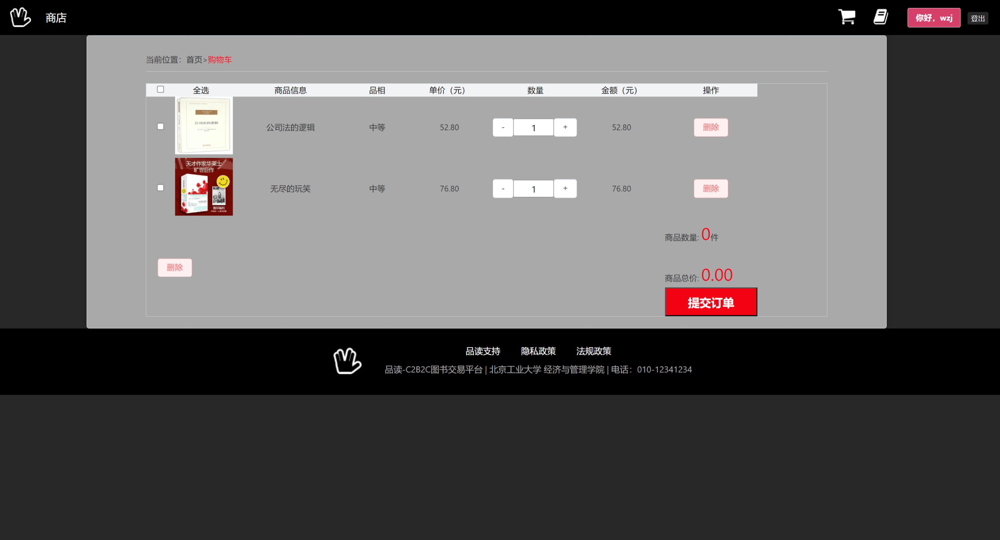 商店
你好，wzj
登出
当前位置：首页>购物车
全选 商品信息 品相 单价（元） 数量 金额（元） 操作
公司法的逻辑
公司法的逻辑 中等 52.80 - 1 + 52.80 删除
天才作家华莱士
旷世巨作
首印福利
无尽的玩笑 中等 76.80 - 1 + 76.80 删除
商品数量: 0件
删除
商品总价: 0.00
提交订单
品读支持 隐私政策 法规政策
品读-C2B2C图书交易平台 | 北京工业大学 经济与管理学院 | 电话：010-12341234